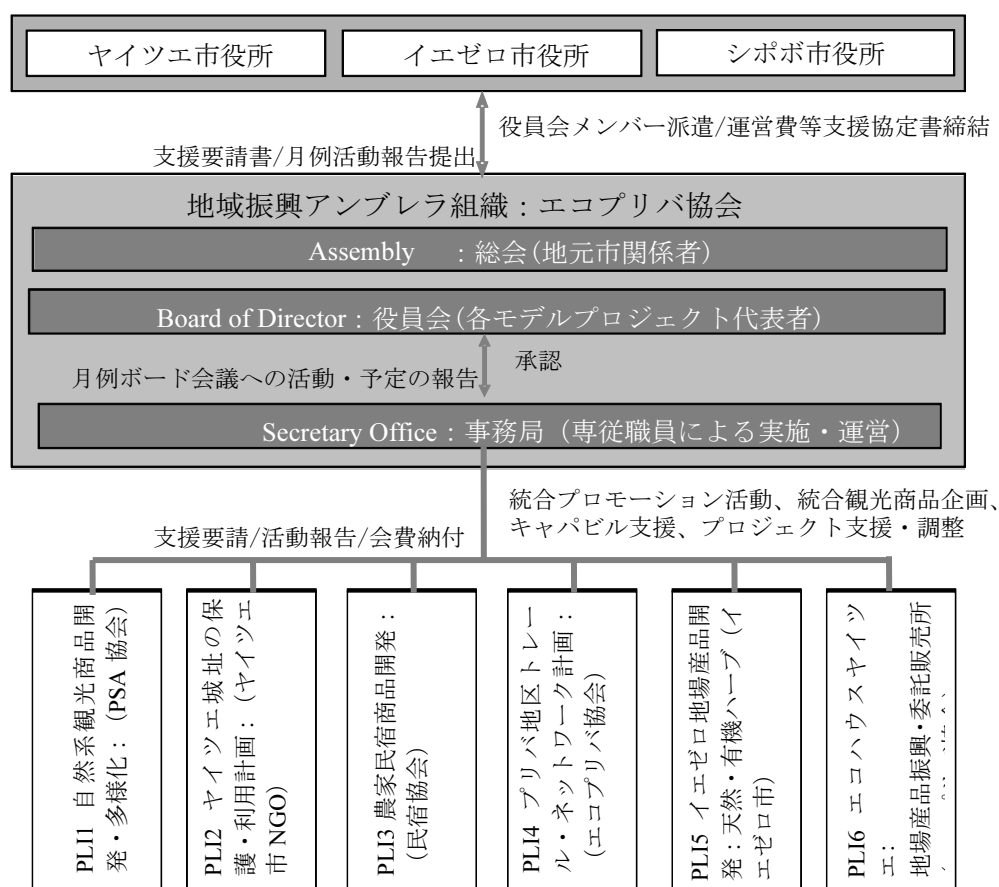 ヤイツエ市役所
イエゼロ市役所
シポボ市役所
役員会メンバー派遣/運営費等支援協定書締結
支援要請書/月例活動報告提出
地域振興アンブレラ組織：エコプリバ協会
Assembly ：総会(地元市関係者)
Board of Director：役員会(各モデルプロジェクト代表者)
承認
月例ボード会議への活動・予定の報告
Secretary Office：事務局（専従職員による実施・運営）
統合プロモーション活動、統合観光商品企画、
キャパビル支援、プロジェクト支援・調整
支援要請/活動報告/会費納付
PLI1 自然系観光商品開
発・多様化：（PSA 協会）
PLI2 ヤイツエ城址の保
護・利用計画：（ヤイツエ
市 NGO）
PLI3 農家民宿商品開発：
（民宿協会）
PLI4 プリバ地区トレー
ル・ネットワーク計画：
（エコプリバ協会）
PLI5 イエゼロ地場産品開
発：天然・有機ハーブ（イ
エゼロ市）
PLI6 エコハウスヤイツ
エ：
地場産品振興・委託販売所